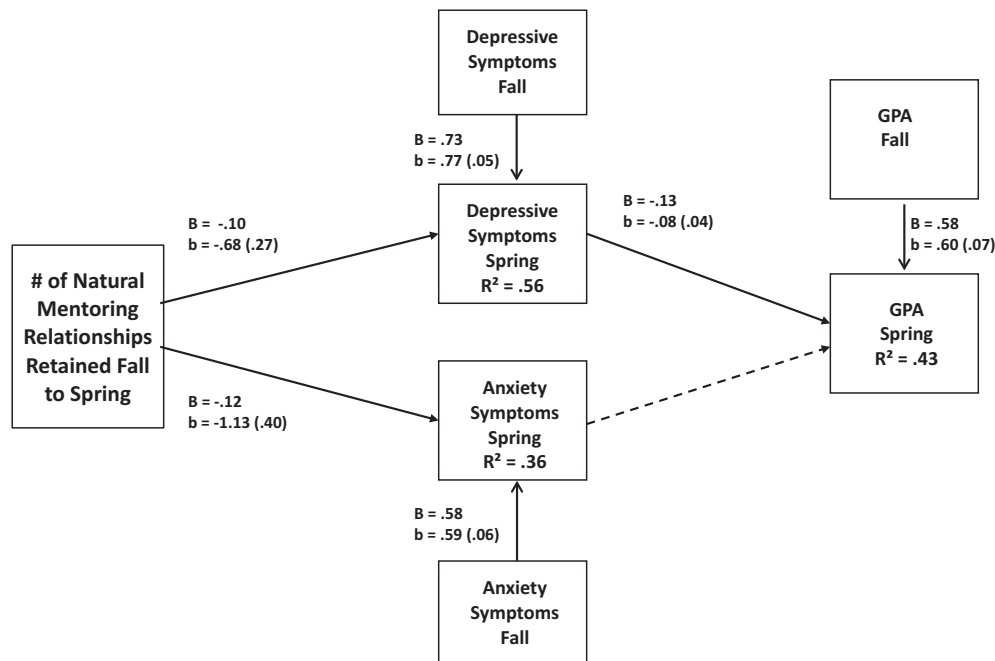 Depressive
Symptoms
Fall
GPA
Fall
B = .73
b = .77 (.05)
Depressive
Symptoms
Spring
R² = .56
B = -.13
b = -.08 (.04)
B = .58
b = .60 (.07)
B = -.10
b = -.68 (.27)
# of Natural
Mentoring
Relationships
Retained Fall
to Spring
GPA
Spring
R² = .43
B = -.12
b = -1.13 (.40)
Anxiety
Symptoms
Spring
R² = .36
B = .58
b = .59 (.06)
Anxiety
Symptoms
Fall